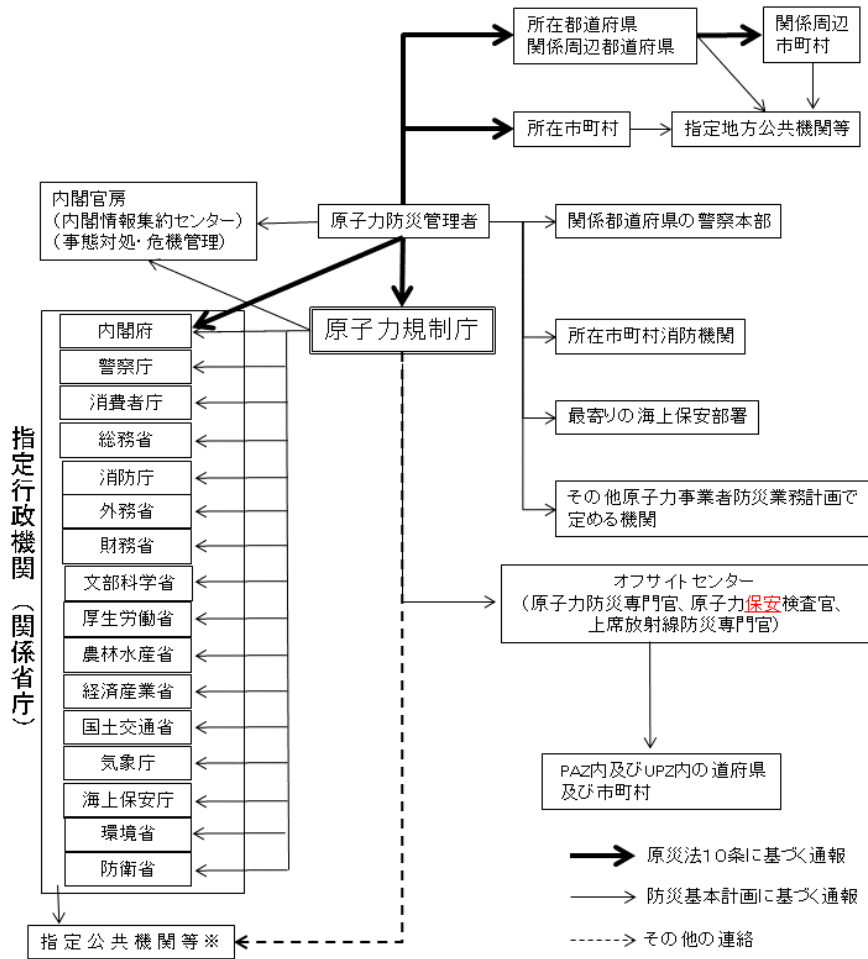 所在都道府県
関係周辺都道府県
関係周辺
市町村
所在市町村
指定地方公共機関等
内閣官房
（内閣情報集約センター）
（事態対処・危機管理）
原子力防災管理者
関係都道府県の警察本部
原子力規制庁
所在市町村消防機関
最寄りの海上保安部署
その他原子力事業者防災業務計画で
定める機関
指定行政機関（関係省庁）
内閣府
警察庁
消費者庁
総務省
消防庁
外務省
財務省
文部科学省
厚生労働省
農林水産省
経済産業省
国土交通省
気象庁
海上保安庁
環境省
防衛省
オフサイトセンター
（原子力防災専門官、原子力保安検査官、
上席放射線防災専門官）
PAZ内及びUPZ内の道府県
及び市町村
指定公共機関等※
原災法１０条に基づく通報
防災基本計画に基づく通報
その他の連絡